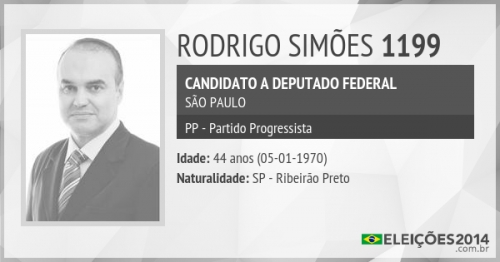 RODRIGO SIMÕES 1199
CANDIDATO A DEPUTADO FEDERAL
SÃO PAULO
PP - Partido Progressista
Idade: 44 anos (05-01-1970)
Naturalidade: SP - Ribeirão Preto
ELEIÇÕES2014
.com.br